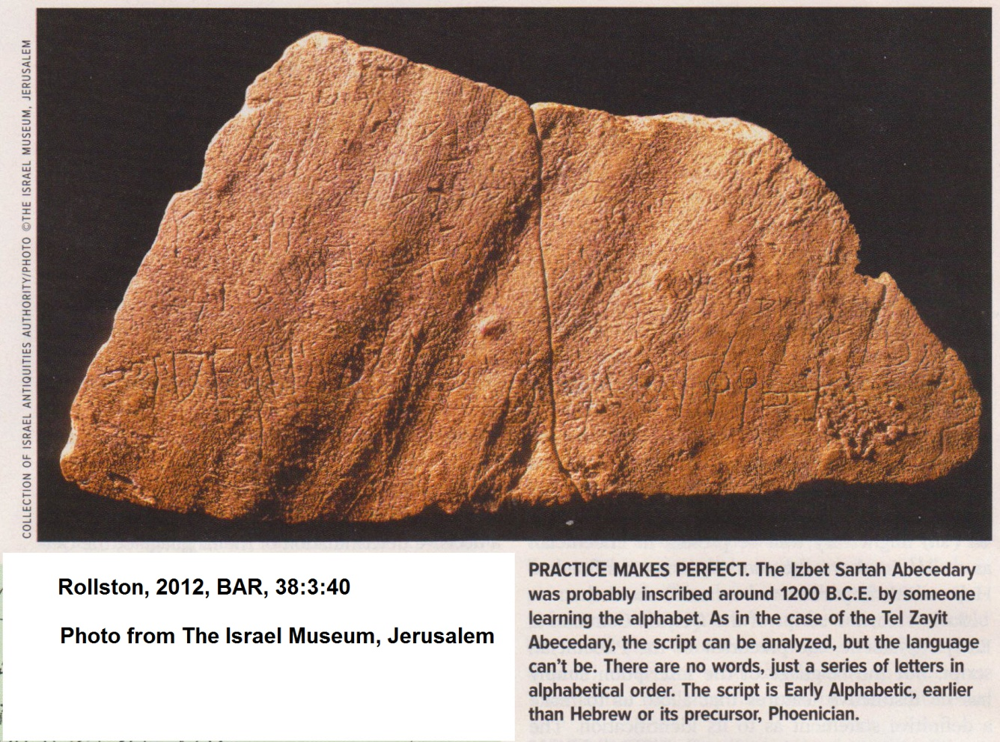 COLLECTION OF ISRAEL ANTIQUITIES AUTHORITY/PHOTO ©THE ISRAEL MUSEUM, JERUSALEM
Rollston, 2012, BAR, 38:3:40
Photo from The Israel Museum, Jerusalem
PRACTICE MAKES PERFECT. The Izbet Sartah Abecedary
was probably inscribed around 1200 B.C.E. by someone
learning the alphabet. As in the case of the Tel Zayit
Abecedary, the script can be analyzed, but the language
can't be. There are no words, just a series of letters in
alphabetical order. The script is Early Alphabetic, earlier
than Hebrew or its precursor, Phoenician.